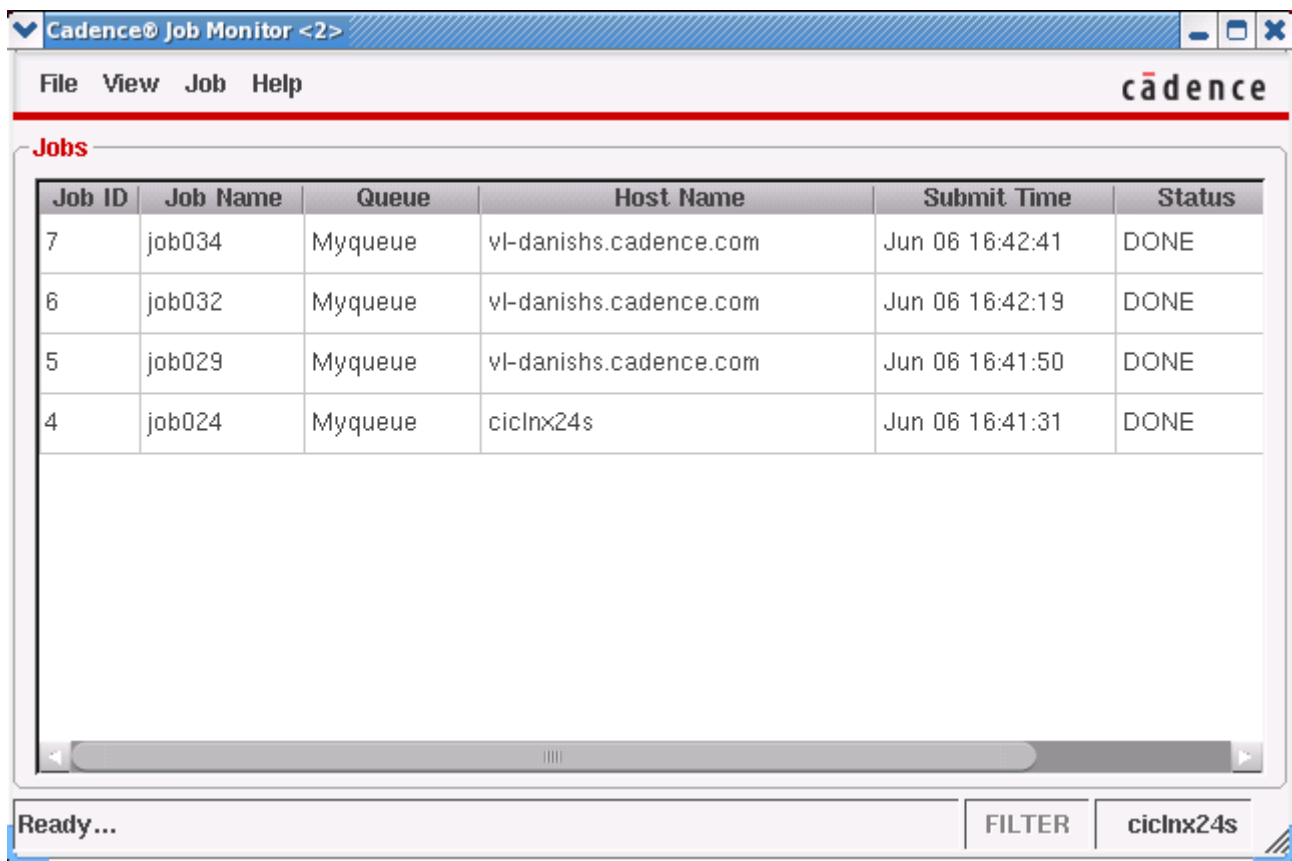 Cadence® Job Monitor <2>
File View Job Help
cādence
Jobs
Job ID Job Name Queue Host Name Submit Time Status
7 job034 Myqueue vl-danishs.cadence.com Jun 06 16:42:41 DONE
6 job032 Myqueue vl-danishs.cadence.com Jun 06 16:42:19 DONE
5 job029 Myqueue vl-danishs.cadence.com Jun 06 16:41:50 DONE
4 job024 Myqueue ciclnx24s Jun 06 16:41:31 DONE
Ready... FILTER ciclnx24s